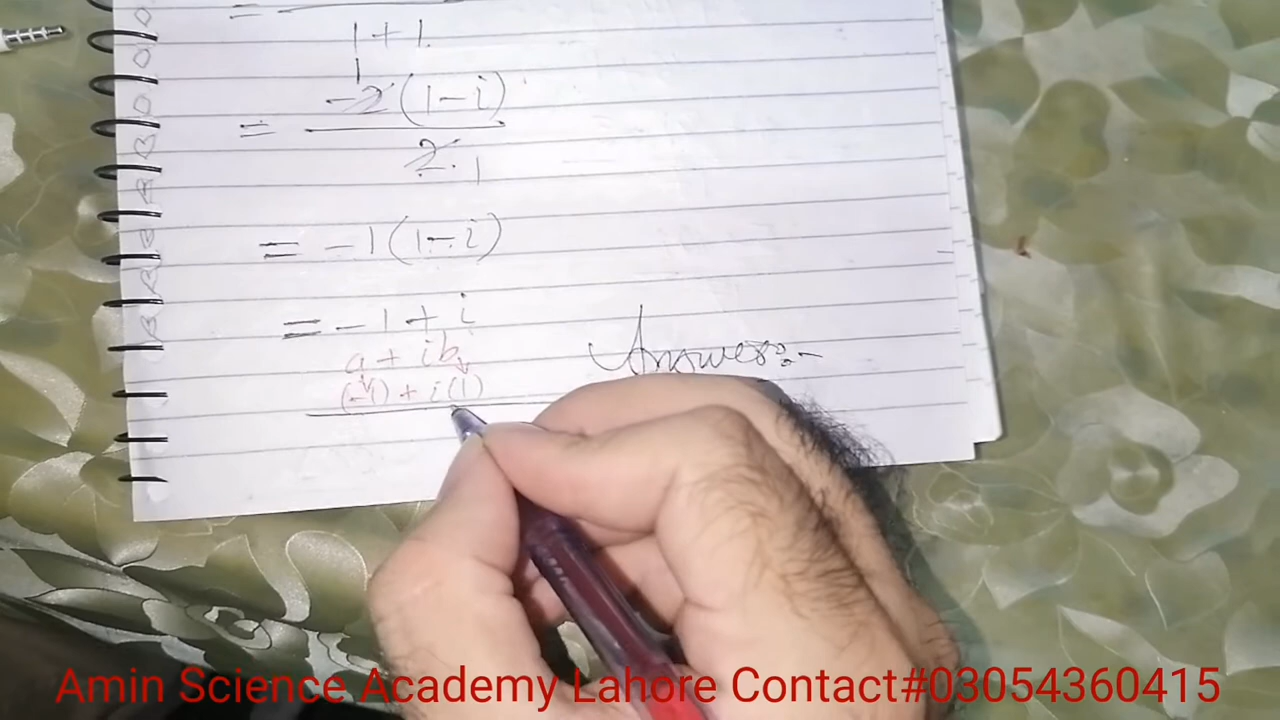 =
1 + 1
1
= -2(1-i)
2.1
= -1(1-i)
= -1 + i
a + ib
Answer:-
(-1) + i(1)
Amin Science Academy Lahore Contact#03054360415